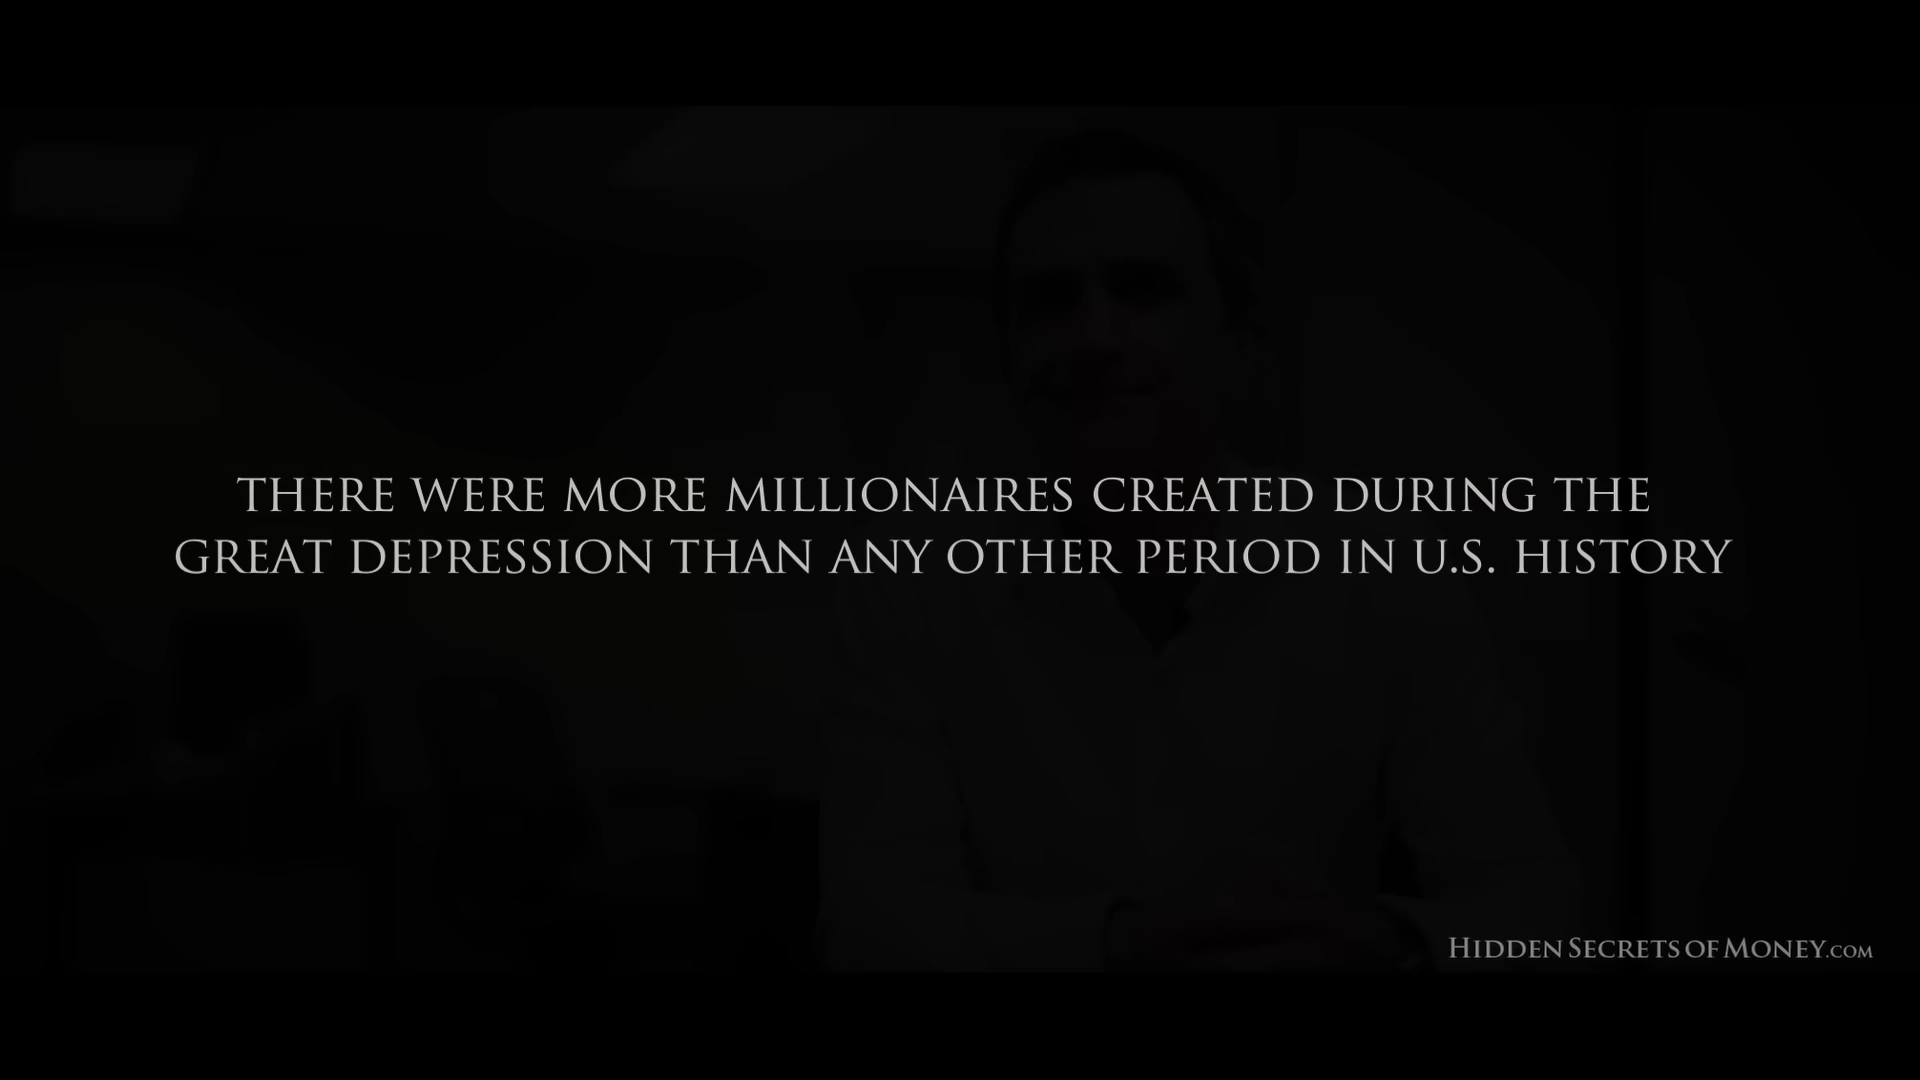 THERE WERE MORE MILLIONAIRES CREATED DURING THE
GREAT DEPRESSION THAN ANY OTHER PERIOD IN U.S. HISTORY
HIDDEN SECRETS OF MONEY.COM